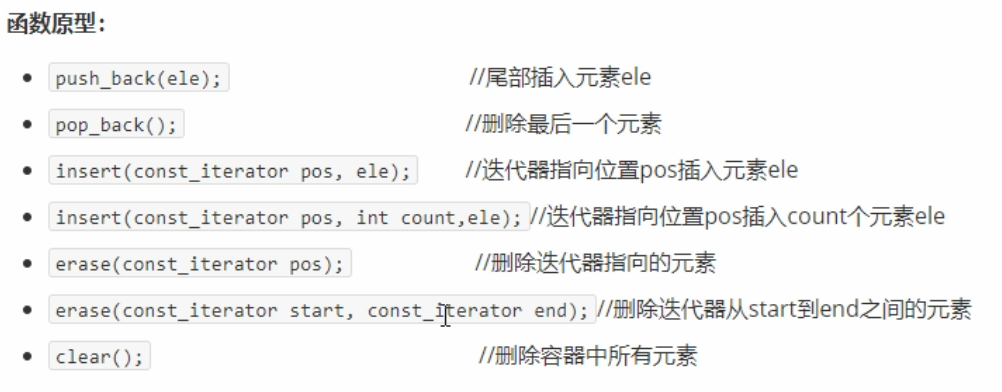 函数原型：
push_back(ele); //尾部插入元素ele
pop_back(); //删除最后一个元素
insert(const_iterator pos, ele); //迭代器指向位置pos插入元素ele
insert(const_iterator pos, int count,ele); //迭代器指向位置pos插入count个元素ele
erase(const_iterator pos); //删除迭代器指向的元素
erase(const_iterator start, const_iterator end); //删除迭代器从start到end之间的元素
clear(); //删除容器中所有元素